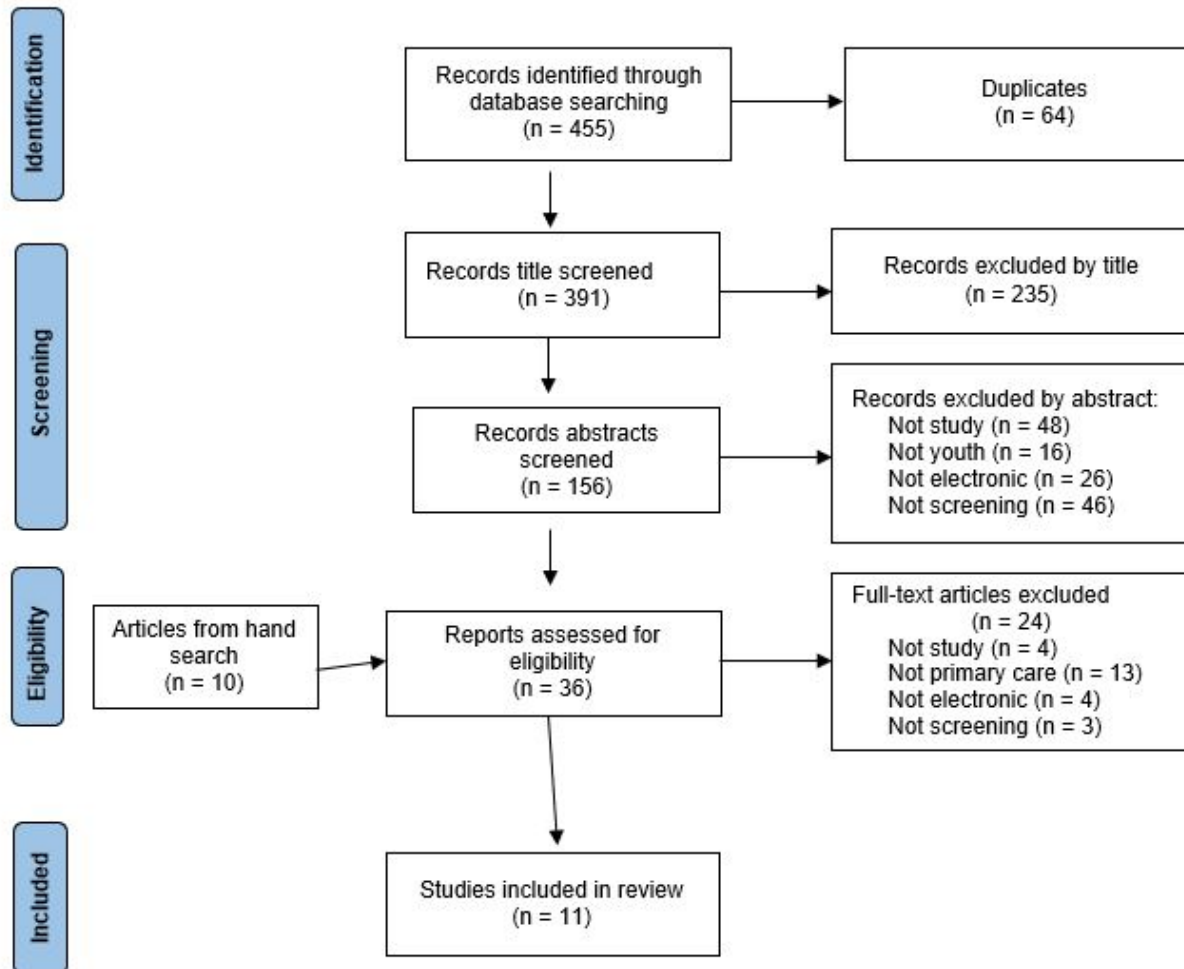 Identification
Records identified through
database searching
(n = 455)
Duplicates
(n = 64)
Screening
Records title screened
(n = 391)
Records excluded by title
(n = 235)
Records abstracts
screened
(n = 156)
Records excluded by abstract:
Not study (n = 48)
Not youth (n = 16)
Not electronic (n = 26)
Not screening (n = 46)
Eligibility
Articles from hand
search
(n = 10)
Reports assessed for
eligibility
(n = 36)
Full-text articles excluded
(n = 24)
Not study (n = 4)
Not primary care (n = 13)
Not electronic (n = 4)
Not screening (n = 3)
Included
Studies included in review
(n = 11)